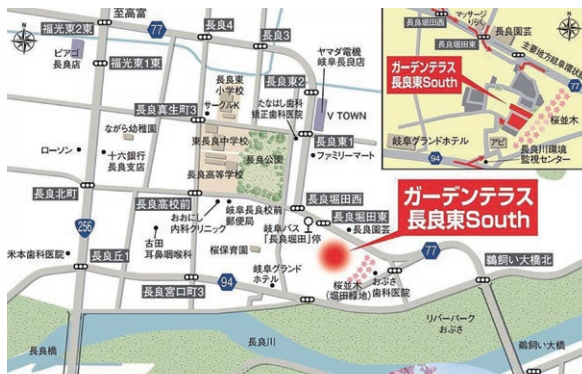 至高富
福光東2東
77
長良4
長良3
ピアゴ
長良店
福光東1東
長良東
小学校
サークルK
ヤマダ電機
岐阜長良店
長良東2
たなはし歯科
矯正歯科医院
V TOWN
長良真生町3
ながら幼稚園
東長良中学校
長良公園
長良東1
ファミリーマート
ローソン
十六銀行
長良支店
長良高等学校
長良北町
長良高校前
長良堀田西
256
おおにし
内科クリニック
岐阜長良校前
郵便局
岐阜バス
「長良堀田」停
長良堀田東
長良園芸
ガーデンテラス
長良東South
古田
耳鼻咽喉科
桜保育園
米本歯科医院
長良丘1
94
岐阜グランド
ホテル
77
鵜飼い大橋北
長良宮口町3
桜並木
(堀田緑地)
おぶさ
歯科医院
リバーパーク
おぶさ
長良橋
長良川
鵜飼い大橋
長良堀田西
マッサージ
りらく
長良園芸
長良堀田東
主要地方岐阜環状線
77
ガーデンテラス
長良東South
桜並木
岐阜グランドホテル
アピ
長良川環境
監視センター
94